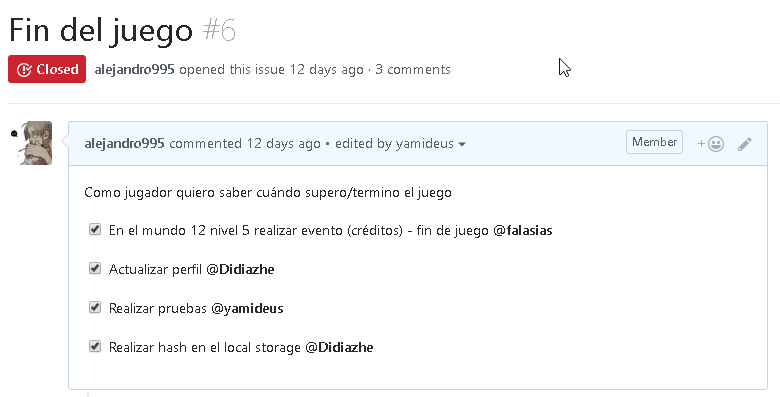 Fin del juego #6
Closed alejandro995 opened this issue 12 days ago · 3 comments
alejandro995 commented 12 days ago • edited by yamideus Member
Como jugador quiero saber cuándo supero/termino el juego
En el mundo 12 nivel 5 realizar evento (créditos) - fin de juego @falasias
Actualizar perfil @Didiazhe
Realizar pruebas @yamideus
Realizar hash en el local storage @Didiazhe